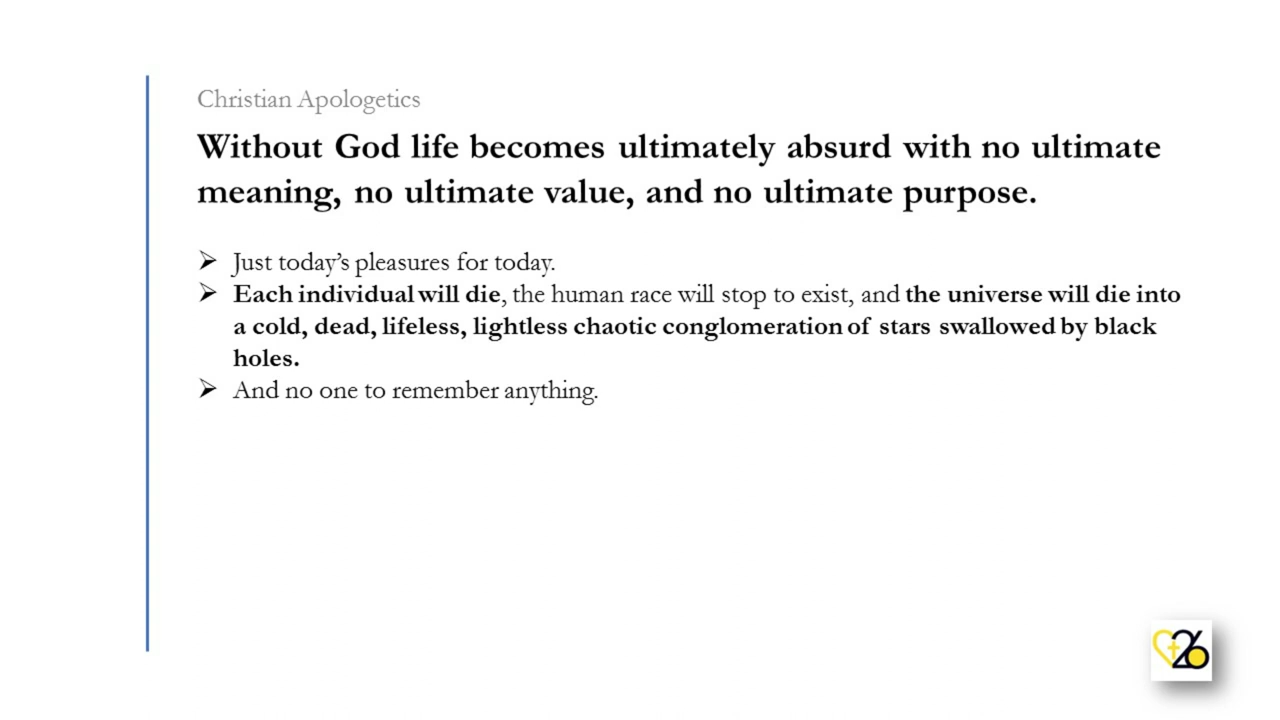 Christian Apologetics
Without God life becomes ultimately absurd with no ultimate
meaning, no ultimate value, and no ultimate purpose.
➢ Just today's pleasures for today.
➢ Each individual will die, the human race will stop to exist, and the universe will die into
a cold, dead, lifeless, lightless chaotic conglomeration of stars swallowed by black
holes.
➢ And no one to remember anything.
26